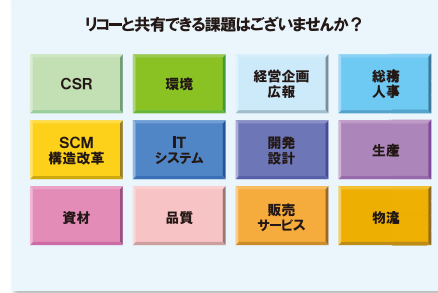 リコーと共有できる課題はございませんか？
CSR
環境
経営企画
広報
総務
人事
SCM
構造改革
IT
システム
開発
設計
生産
資材
品質
販売
サービス
物流